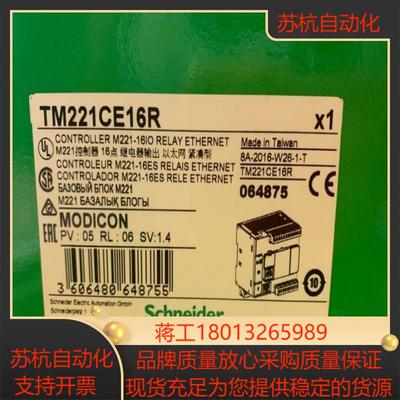 苏杭自动化
TM221CE16R
x1
CONTROLLER M221-16IO RELAY ETHERNET
M221控制器 16点 继电器输出 以太网 紧凑型
CONTROLEUR M221-16ES RELAIS ETHERNET
CONTROLADOR M221-16ES RELE ETHERNET
БАЗОВЫЙ БЛОК M221
M221 БАЗАЛЫҚ БЛОГЫ
Made in Taiwan
8A-2016-W26-1-T
TM221CE16R
064875
MODICON
PV : 05 RL : 06 SV:1.4
3 606480 648755
Schneider Electric Automation GmbH
Schneiderplatz 1
10
Schneider
蒋工18013265989
苏杭自动化
支持开票
品牌质量放心采购质量保证
现货充足为您提供稳定的货源